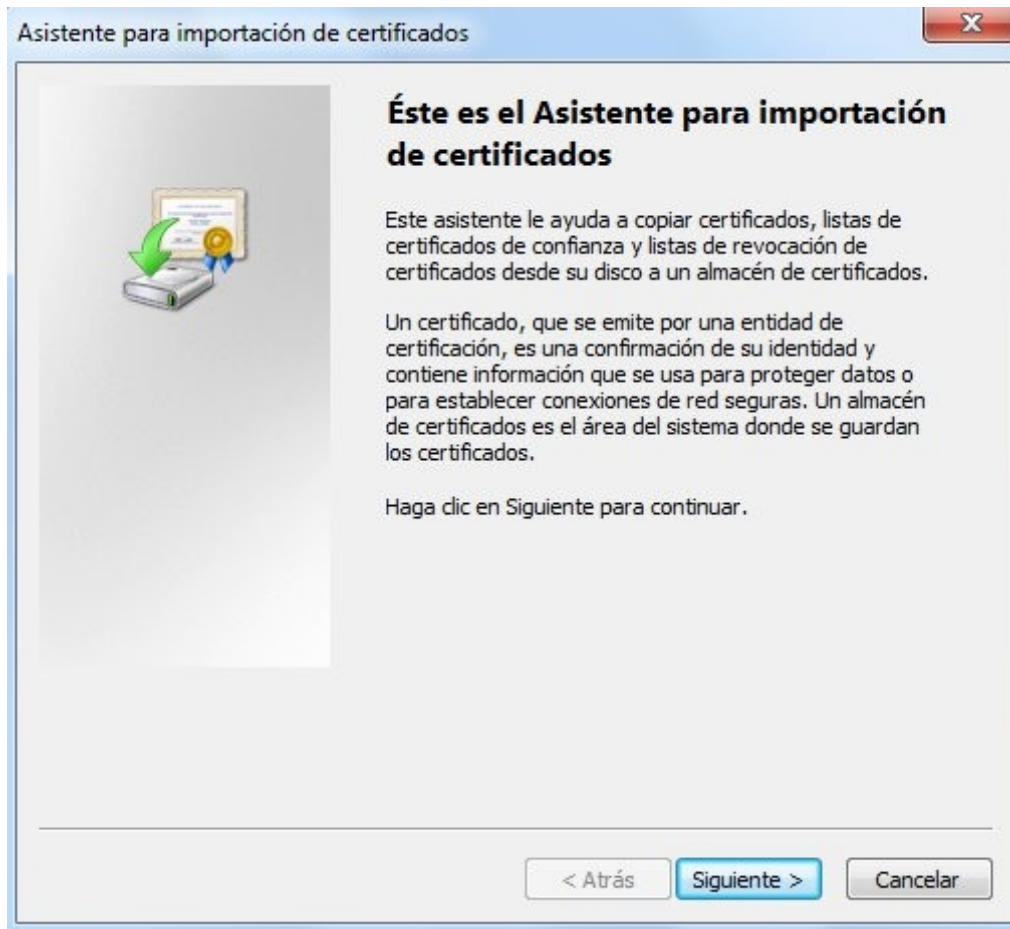 Asistente para importación de certificados
Éste es el Asistente para importación
de certificados
Este asistente le ayuda a copiar certificados, listas de
certificados de confianza y listas de revocación de
certificados desde su disco a un almacén de certificados.
Un certificado, que se emite por una entidad de
certificación, es una confirmación de su identidad y
contiene información que se usa para proteger datos o
para establecer conexiones de red seguras. Un almacén
de certificados es el área del sistema donde se guardan
los certificados.
Haga clic en Siguiente para continuar.
< Atrás Siguiente > Cancelar